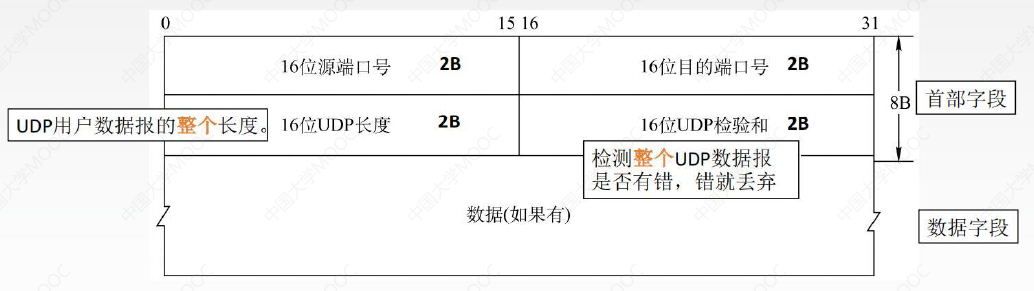 0 15 16 31
16位源端口号 2B 16位目的端口号 2B
8B 首部字段
UDP用户数据报的整个长度。 16位UDP长度 2B 16位UDP检验和 2B
检测整个UDP数据报
是否有错，错就丢弃
数据(如果有) 数据字段
中国大学MOOC